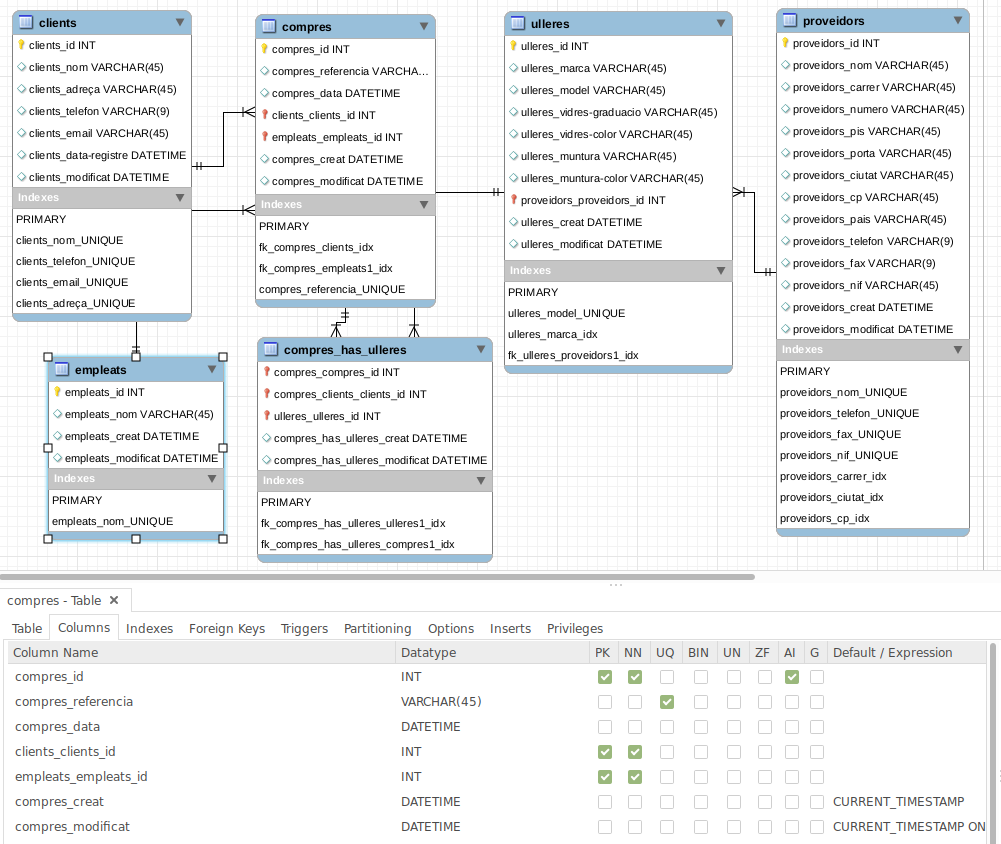 clients
clients_id INT
clients_nom VARCHAR(45)
clients_adreça VARCHAR(45)
clients_telefon VARCHAR(9)
clients_email VARCHAR(45)
clients_data-registre DATETIME
clients_modificat DATETIME
Indexes
PRIMARY
clients_nom_UNIQUE
clients_telefon_UNIQUE
clients_email_UNIQUE
clients_adreça_UNIQUE
compres
compres_id INT
compres_referencia VARCHA...
compres_data DATETIME
clients_clients_id INT
empleats_empleats_id INT
compres_creat DATETIME
compres_modificat DATETIME
Indexes
PRIMARY
fk_compres_clients_idx
fk_compres_empleats1_idx
compres_referencia_UNIQUE
ulleres
ulleres_id INT
ulleres_marca VARCHAR(45)
ulleres_model VARCHAR(45)
ulleres_vidres-graduacio VARCHAR(45)
ulleres_vidres-color VARCHAR(45)
ulleres_muntura VARCHAR(45)
ulleres_muntura-color VARCHAR(45)
proveidors_proveidors_id INT
ulleres_creat DATETIME
ulleres_modificat DATETIME
Indexes
PRIMARY
ulleres_model_UNIQUE
ulleres_marca_idx
fk_ulleres_proveidors1_idx
proveidors
proveidors_id INT
proveidors_nom VARCHAR(45)
proveidors_carrer VARCHAR(45)
proveidors_numero VARCHAR(45)
proveidors_pis VARCHAR(45)
proveidors_porta VARCHAR(45)
proveidors_ciutat VARCHAR(45)
proveidors_cp VARCHAR(45)
proveidors_pais VARCHAR(45)
proveidors_telefon VARCHAR(9)
proveidors_fax VARCHAR(9)
proveidors_nif VARCHAR(45)
proveidors_creat DATETIME
proveidors_modificat DATETIME
Indexes
PRIMARY
proveidors_nom_UNIQUE
proveidors_telefon_UNIQUE
proveidors_fax_UNIQUE
proveidors_nif_UNIQUE
proveidors_carrer_idx
proveidors_ciutat_idx
proveidors_cp_idx
empleats
empleats_id INT
empleats_nom VARCHAR(45)
empleats_creat DATETIME
empleats_modificat DATETIME
Indexes
PRIMARY
empleats_nom_UNIQUE
compres_has_ulleres
compres_compres_id INT
compres_clients_clients_id INT
ulleres_ulleres_id INT
compres_has_ulleres_creat DATETIME
compres_has_ulleres_modificat DATETIME
Indexes
PRIMARY
fk_compres_has_ulleres_ulleres1_idx
fk_compres_has_ulleres_compres1_idx
compres - Table
Table Columns Indexes Foreign Keys Triggers Partitioning Options Inserts Privileges
Column Name Datatype PK NN UQ BIN UN ZF AI G Default / Expression
compres_id INT
compres_referencia VARCHAR(45)
compres_data DATETIME
clients_clients_id INT
empleats_empleats_id INT
compres_creat DATETIME CURRENT_TIMESTAMP
compres_modificat DATETIME CURRENT_TIMESTAMP ON